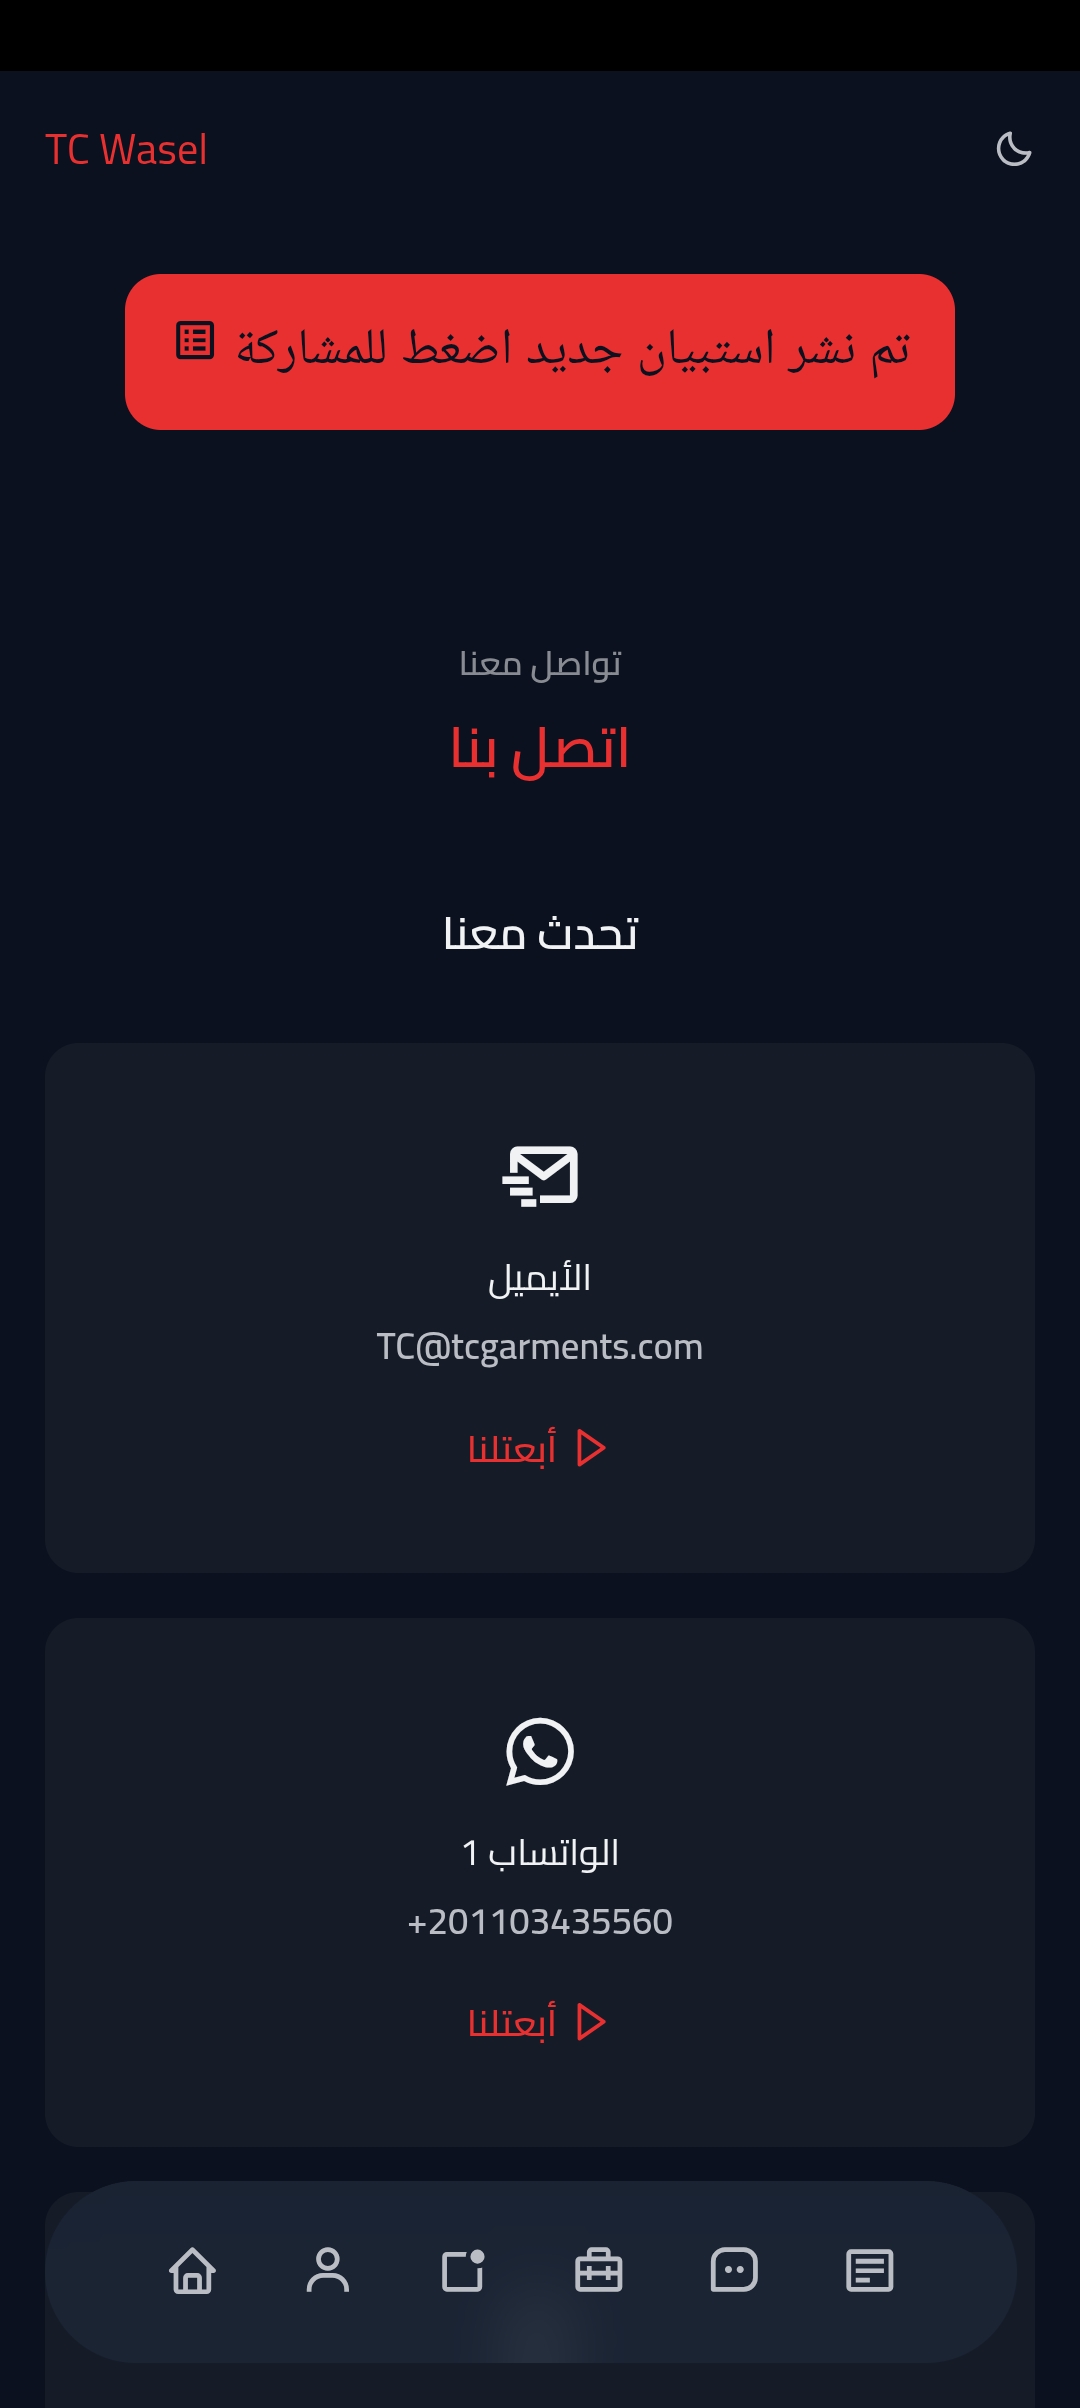 TC Wasel
تم نشر استبيان جديد اضغط للمشاركة
تواصل معنا
اتصل بنا
تحدث معنا
الأيميل
TC@tcgarments.com
أبعتلنا
الواتساب 1
+201103435560
أبعتلنا